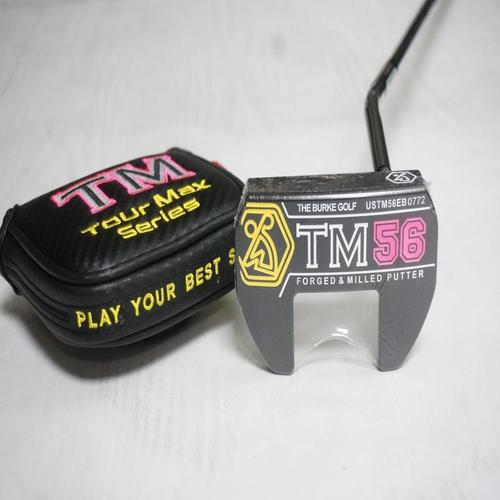 TM
Tour Max
Series
PLAY YOUR BEST
THE BURKE GOLF USTM56EB0772
TM56
FORGED & MILLED PUTTER